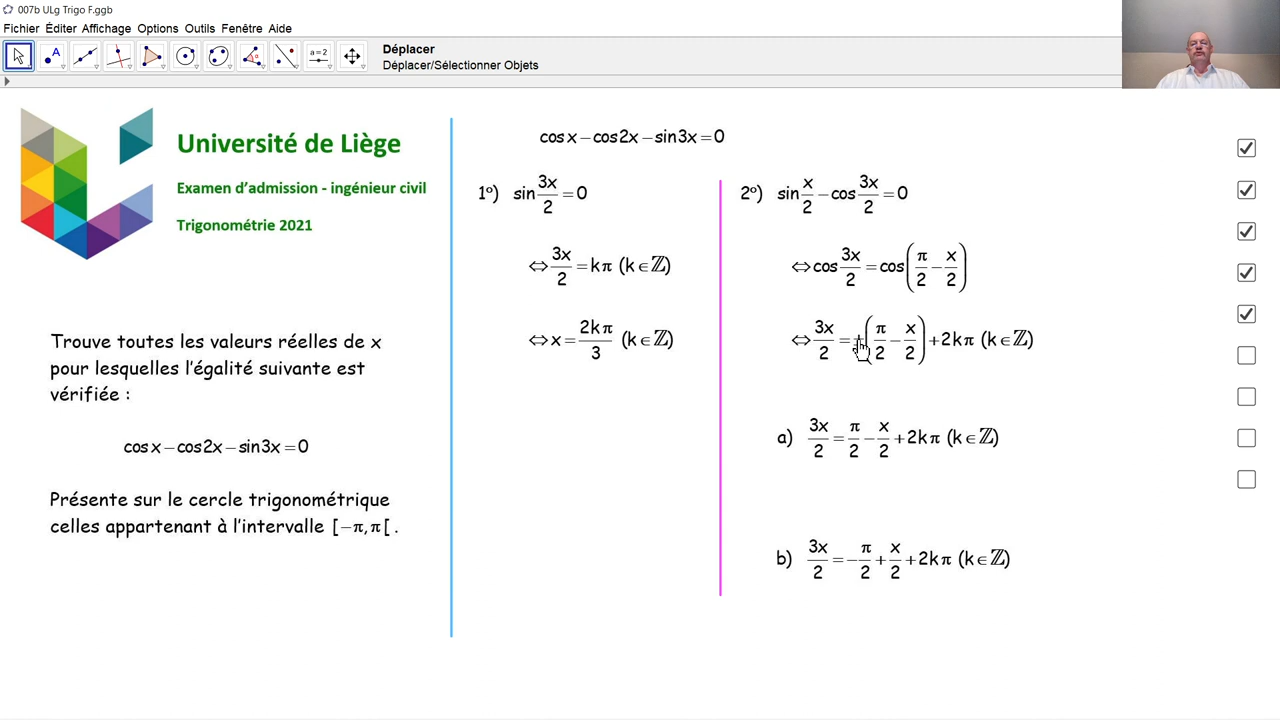 007b ULg Trigo F.ggb
Fichier Éditer Affichage Options Outils Fenêtre Aide
A
a=2
Déplacer
Déplacer/Sélectionner Objets
Université de Liège
Examen d'admission - ingénieur civil
Trigonométrie 2021
Trouve toutes les valeurs réelles de x
pour lesquelles l'égalité suivante est
vérifiée :
cos x − cos 2x − sin 3x = 0
Présente sur le cercle trigonométrique
celles appartenant à l'intervalle [−π, π[ .
cos x − cos 2x − sin 3x = 0
1°) sin 3x/2 = 0
⇔ 3x/2 = kπ (k ∈ ℤ)
⇔ x = 2kπ/3 (k ∈ ℤ)
2°) sin x/2 − cos 3x/2 = 0
⇔ cos 3x/2 = cos(π/2 − x/2)
⇔ 3x/2 = (π/2 − x/2) + 2kπ (k ∈ ℤ)
a) 3x/2 = π/2 − x/2 + 2kπ (k ∈ ℤ)
b) 3x/2 = −π/2 + x/2 + 2kπ (k ∈ ℤ)